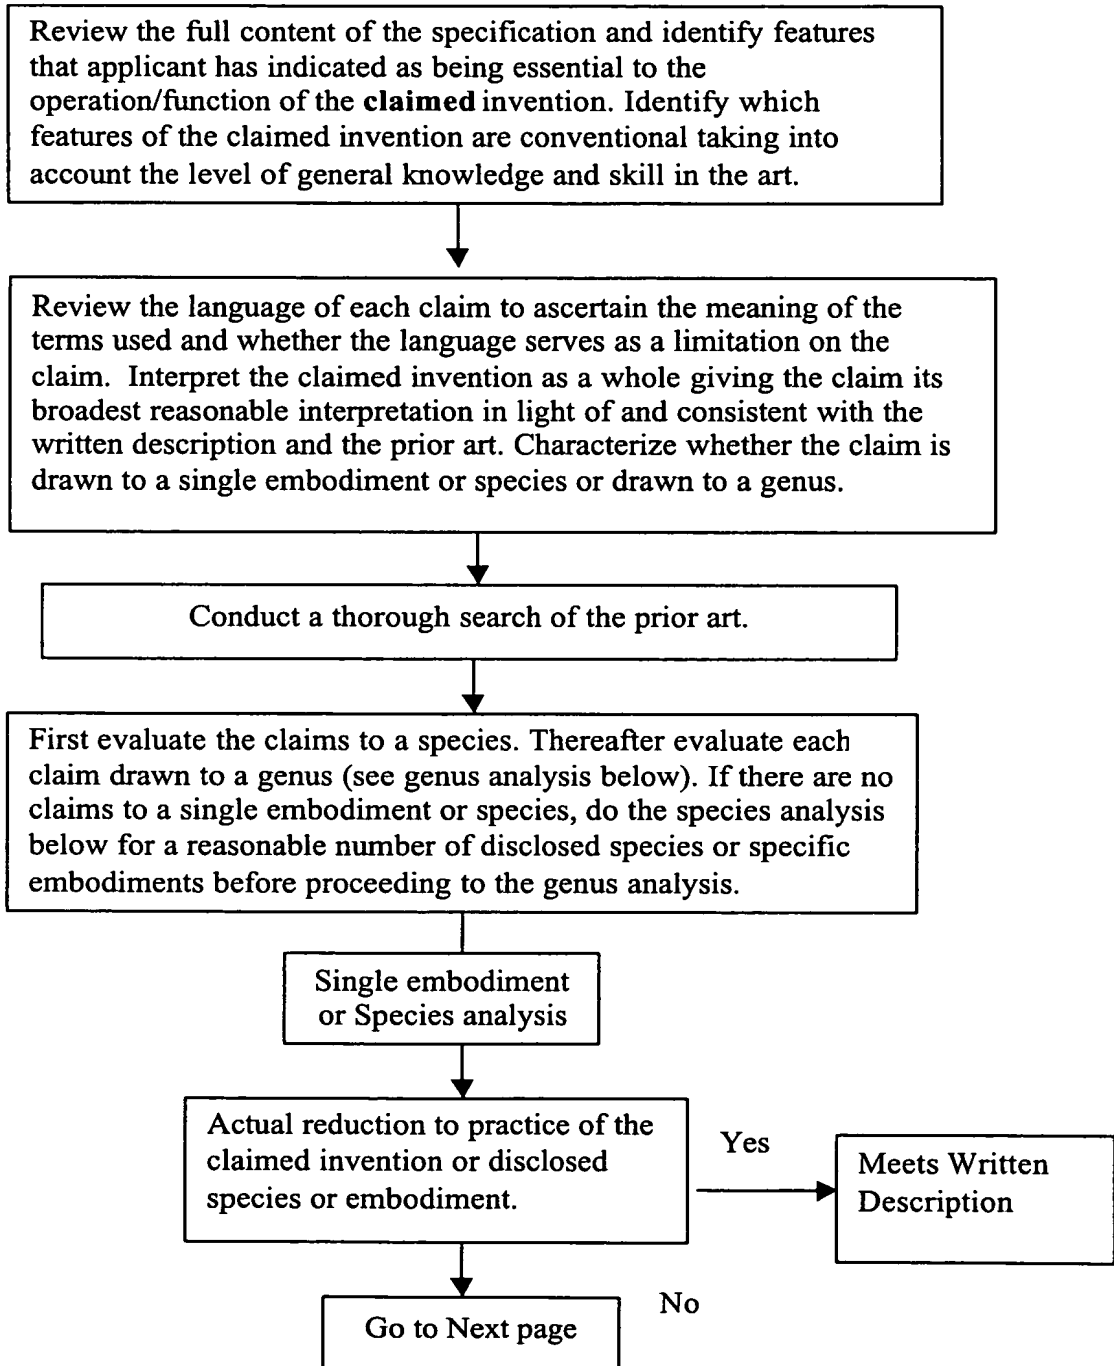 Review the full content of the specification and identify features
that applicant has indicated as being essential to the
operation/function of the claimed invention. Identify which
features of the claimed invention are conventional taking into
account the level of general knowledge and skill in the art.
Review the language of each claim to ascertain the meaning of the
terms used and whether the language serves as a limitation on the
claim. Interpret the claimed invention as a whole giving the claim its
broadest reasonable interpretation in light of and consistent with the
written description and the prior art. Characterize whether the claim is
drawn to a single embodiment or species or drawn to a genus.
Conduct a thorough search of the prior art.
First evaluate the claims to a species. Thereafter evaluate each
claim drawn to a genus (see genus analysis below). If there are no
claims to a single embodiment or species, do the species analysis
below for a reasonable number of disclosed species or specific
embodiments before proceeding to the genus analysis.
Single embodiment
or Species analysis
Actual reduction to practice of the
claimed invention or disclosed
species or embodiment.
Yes
Meets Written
Description
No
Go to Next page